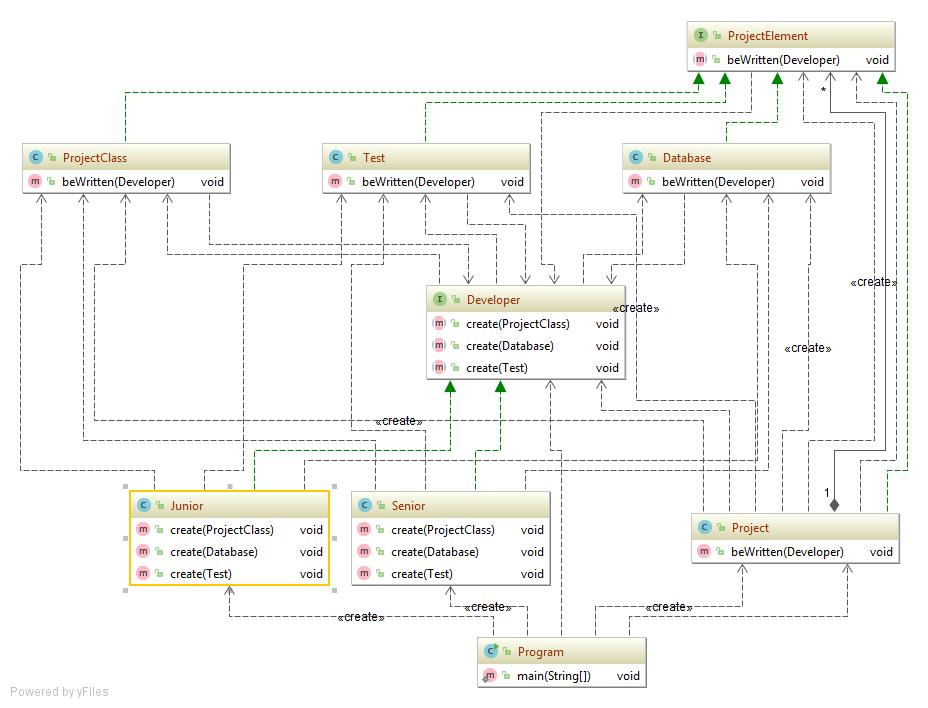 ProjectElement
beWritten(Developer) void
*
ProjectClass
beWritten(Developer) void
Test
beWritten(Developer) void
Database
beWritten(Developer) void
«create»
Developer
create(ProjectClass) void
create(Database) void
create(Test) void
«create»
«create»
«create»
1
Junior
create(ProjectClass) void
create(Database) void
create(Test) void
Senior
create(ProjectClass) void
create(Database) void
create(Test) void
Project
beWritten(Developer) void
«create»
«create»
«create»
Program
main(String[]) void
Powered by yFiles